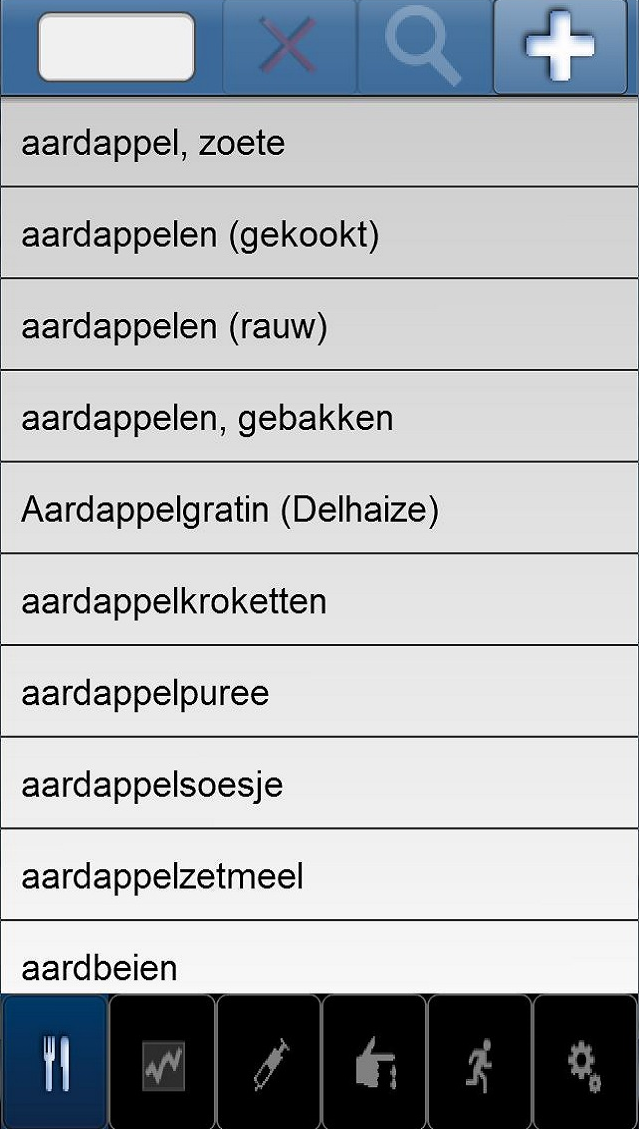 aardappel, zoete
aardappelen (gekookt)
aardappelen (rauw)
aardappelen, gebakken
Aardappelgratin (Delhaize)
aardappelkroketten
aardappelpuree
aardappelsoesje
aardappelzetmeel
aardbeien